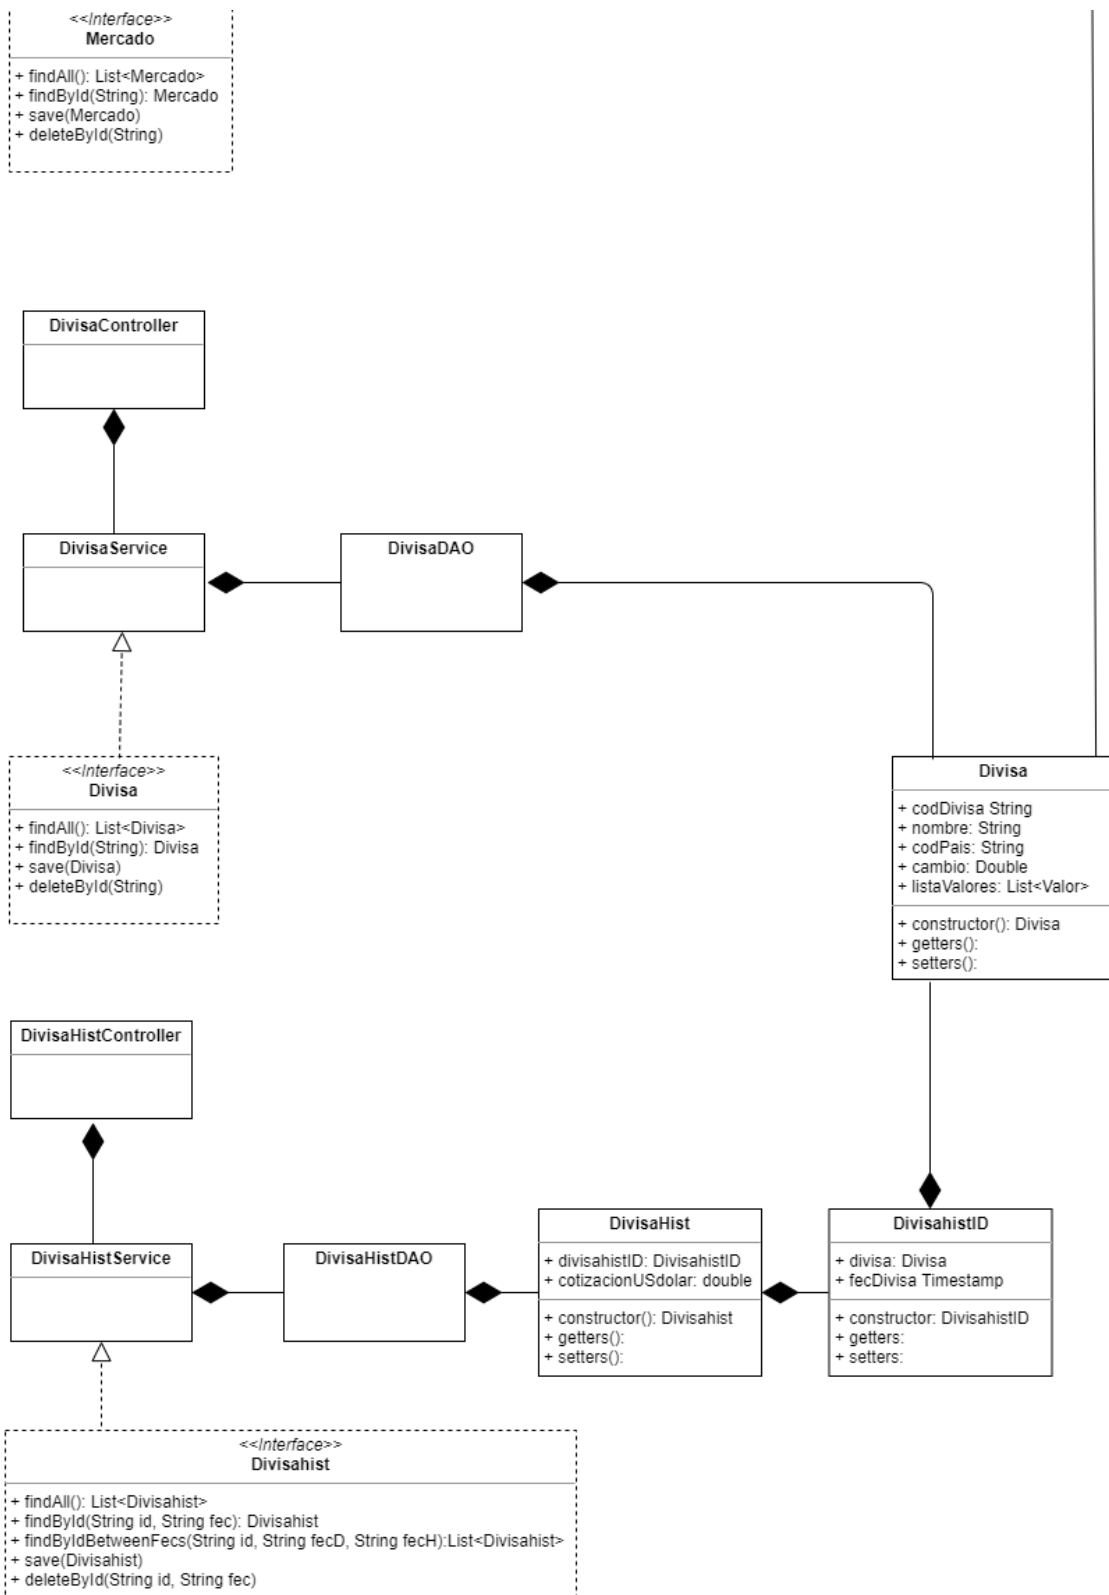 <<Interface>>
Mercado
+ findAll(): List<Mercado>
+ findById(String): Mercado
+ save(Mercado)
+ deleteById(String)
DivisaController
DivisaService
DivisaDAO
<<Interface>>
Divisa
+ findAll(): List<Divisa>
+ findById(String): Divisa
+ save(Divisa)
+ deleteById(String)
Divisa
+ codDivisa String
+ nombre: String
+ codPais: String
+ cambio: Double
+ listaValores: List<Valor>
+ constructor(): Divisa
+ getters():
+ setters():
DivisaHistController
DivisaHistService
DivisaHistDAO
DivisaHist
+ divisahistID: DivisahistID
+ cotizacionUSdolar: double
+ constructor(): Divisahist
+ getters():
+ setters():
DivisahistID
+ divisa: Divisa
+ fecDivisa Timestamp
+ constructor: DivisahistID
+ getters:
+ setters:
<<Interface>>
Divisahist
+ findAll(): List<Divisahist>
+ findById(String id, String fec): Divisahist
+ findByIdBetweenFecs(String id, String fecD, String fecH):List<Divisahist>
+ save(Divisahist)
+ deleteById(String id, String fec)